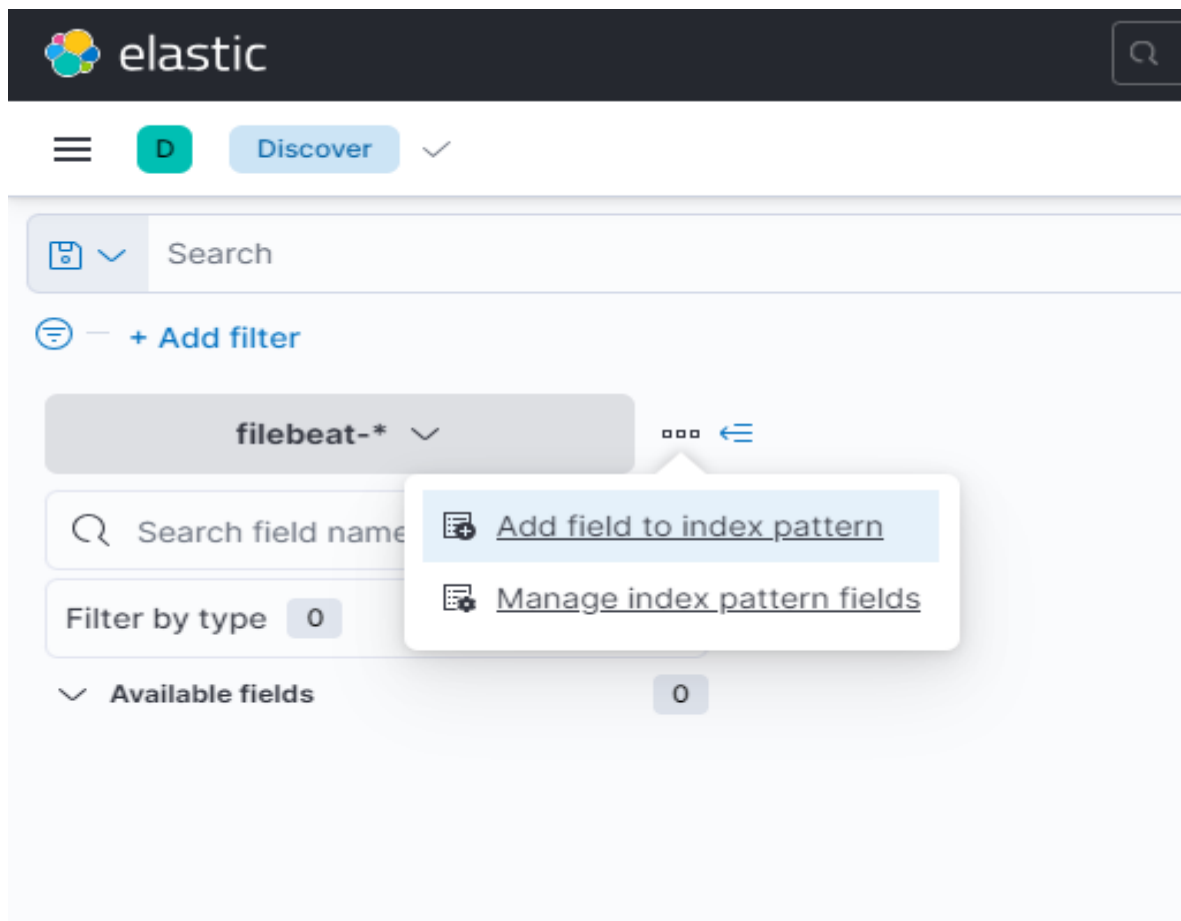 elastic
D Discover
Search
+ Add filter
filebeat-*
Search field name
Add field to index pattern
Manage index pattern fields
Filter by type 0
Available fields 0